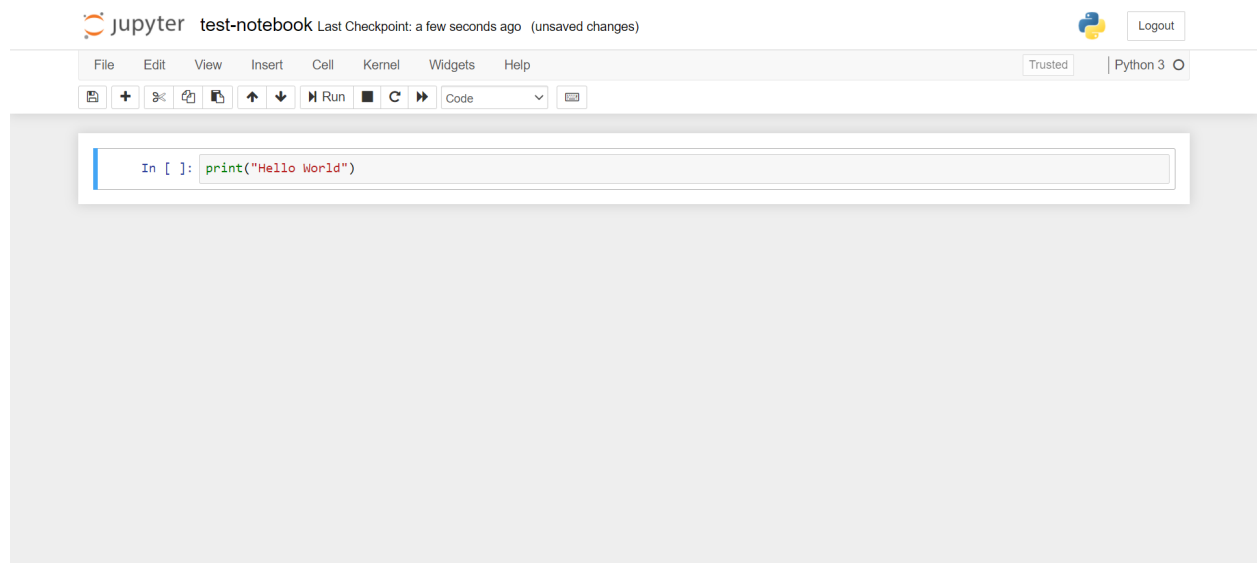 jupyter test-notebook Last Checkpoint: a few seconds ago (unsaved changes) Logout
File Edit View Insert Cell Kernel Widgets Help Trusted Python 3
Run Code
In [ ]: print("Hello World")